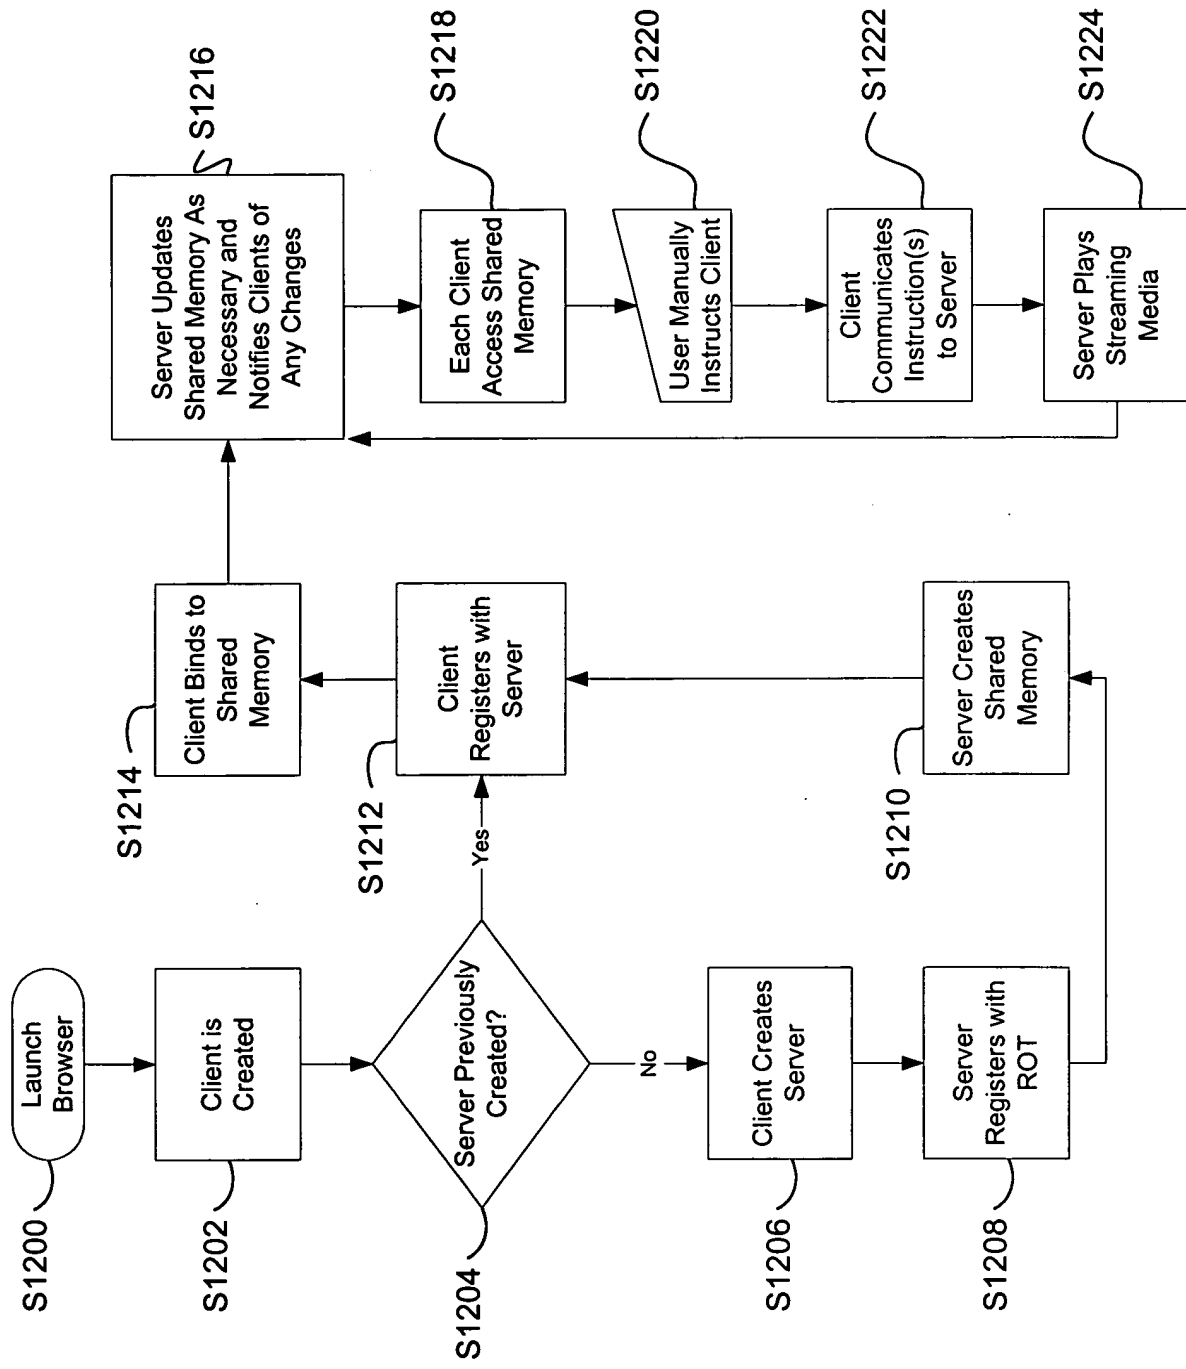 Launch
Browser
S1200
Client is
Created
S1202
Server Previously
Created?
S1204
No
Yes
Client Creates
Server
S1206
Server
Registers with
ROT
S1208
Server Creates
Shared
Memory
S1210
Client
Registers with
Server
S1212
Client Binds to
Shared
Memory
S1214
Server Updates
Shared Memory As
Necessary and
Notifies Clients of
Any Changes
S1216
Each Client
Access Shared
Memory
S1218
User Manually
Instructs Client
S1220
Client
Communicates
Instruction(s)
to Server
S1222
Server Plays
Streaming
Media
S1224